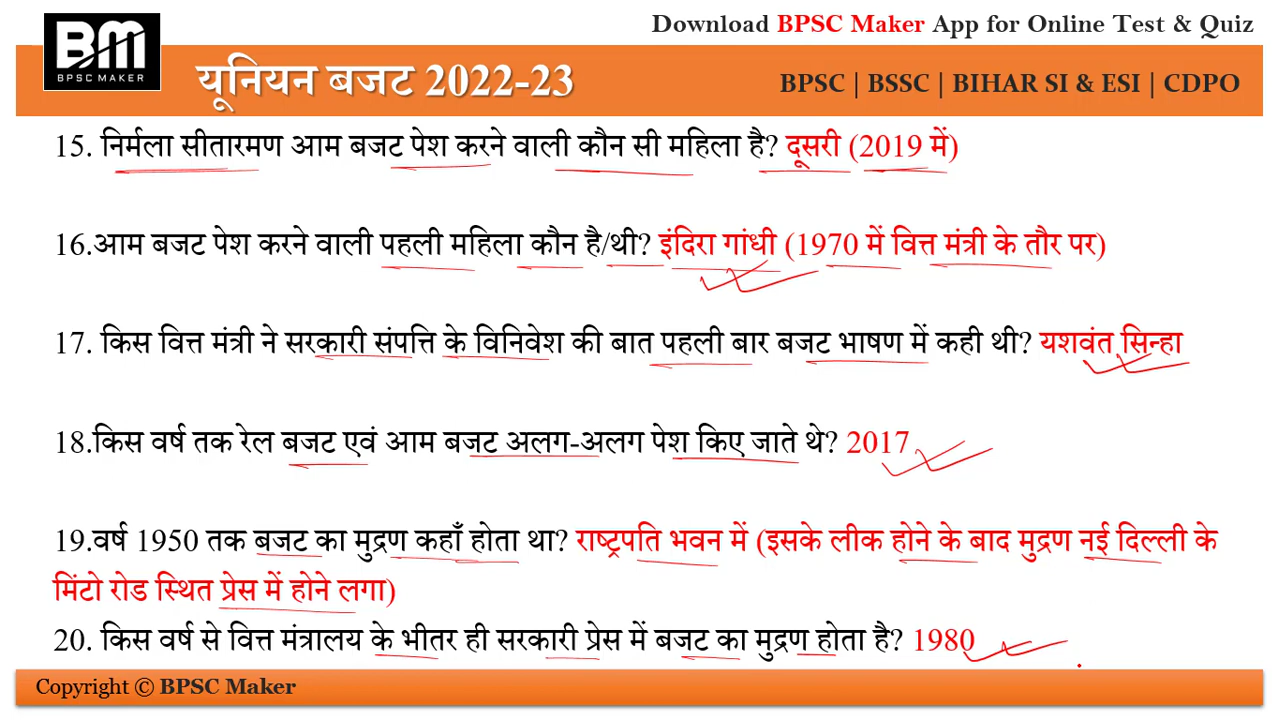 Download BPSC Maker App for Online Test & Quiz
BM
BPSC MAKER
यूनियन बजट 2022-23
BPSC | BSSC | BIHAR SI & ESI | CDPO
15. निर्मला सीतारमण आम बजट पेश करने वाली कौन सी महिला है? दूसरी (2019 में)
16.आम बजट पेश करने वाली पहली महिला कौन है/थी? इंदिरा गांधी (1970 में वित्त मंत्री के तौर पर)
17. किस वित्त मंत्री ने सरकारी संपत्ति के विनिवेश की बात पहली बार बजट भाषण में कही थी? यशवंत सिन्हा
18.किस वर्ष तक रेल बजट एवं आम बजट अलग-अलग पेश किए जाते थे? 2017
19.वर्ष 1950 तक बजट का मुद्रण कहाँ होता था? राष्ट्रपति भवन में (इसके लीक होने के बाद मुद्रण नई दिल्ली के
मिंटो रोड स्थित प्रेस में होने लगा)
20. किस वर्ष से वित्त मंत्रालय के भीतर ही सरकारी प्रेस में बजट का मुद्रण होता है? 1980
Copyright © BPSC Maker